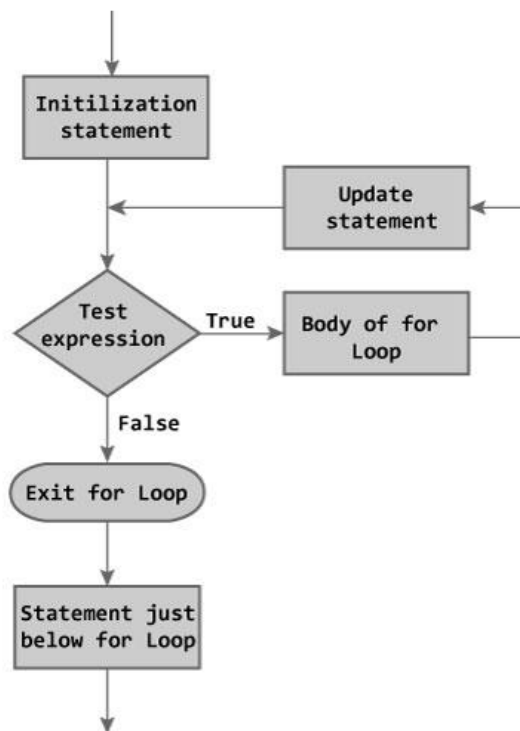 Initilization
statement
Update
statement
Test
expression
True
Body of for
Loop
False
Exit for Loop
Statement just
below for Loop